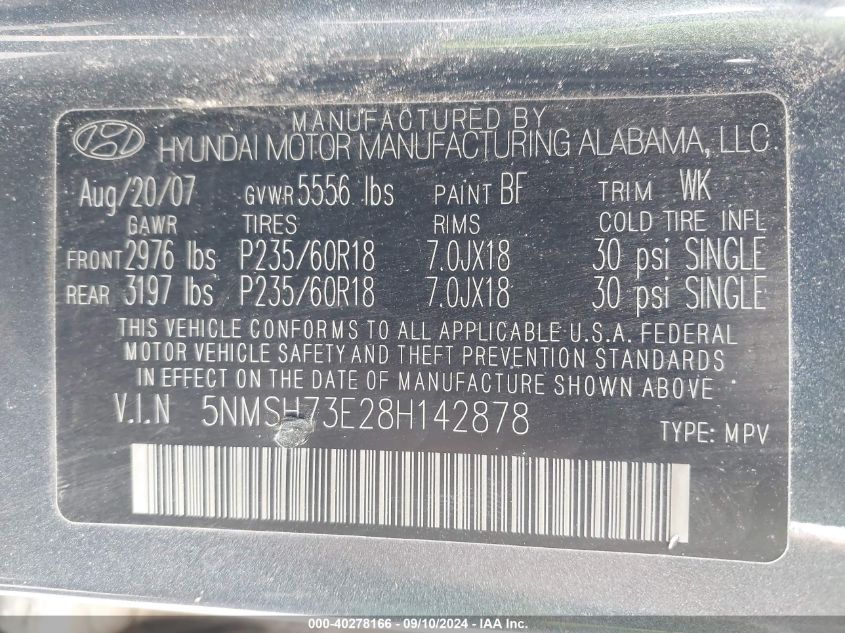 MANUFACTURED BY
HYUNDAI MOTOR MANUFACTURING ALABAMA, LLC
Aug/20/07 GVWR 5556 lbs PAINT BF TRIM WK
GAWR TIRES RIMS COLD TIRE INFL
FRONT 2976 lbs P235/60R18 7.0JX18 30 psi SINGLE
REAR 3197 lbs P235/60R18 7.0JX18 30 psi SINGLE
THIS VEHICLE CONFORMS TO ALL APPLICABLE U.S.A. FEDERAL
MOTOR VEHICLE SAFETY AND THEFT PREVENTION STANDARDS
IN EFFECT ON THE DATE OF MANUFACTURE SHOWN ABOVE
V.I.N 5NMSH73E28H142878
TYPE: MPV
000-40278166 - 09/10/2024 - IAA Inc.